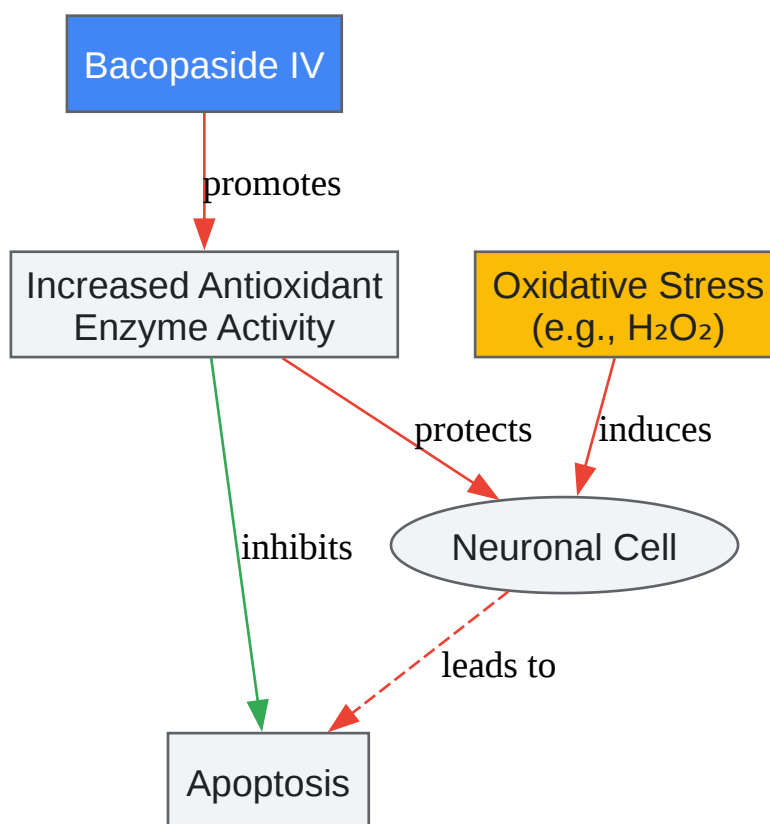 Bacopaside IV
promotes
Increased Antioxidant
Enzyme Activity
Oxidative Stress
(e.g., H₂O₂)
protects
induces
inhibits
Neuronal Cell
leads to
Apoptosis